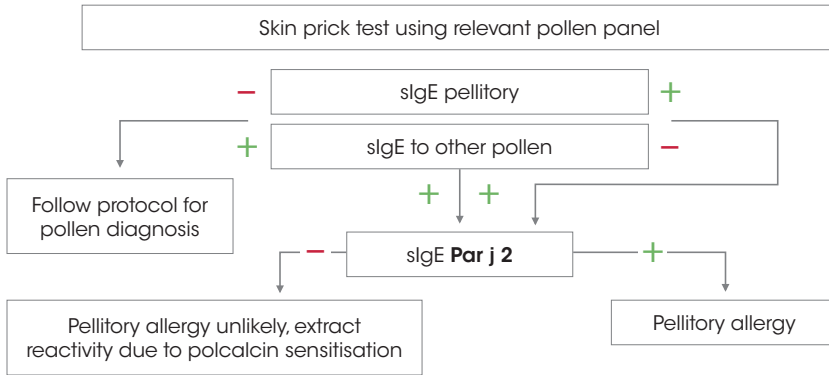 Skin prick test using relevant pollen panel
− sIgE pellitory +
+ sIgE to other pollen −
+ +
Follow protocol for
pollen diagnosis
− sIgE Par j 2 +
Pellitory allergy unlikely, extract
reactivity due to polcalcin sensitisation
Pellitory allergy